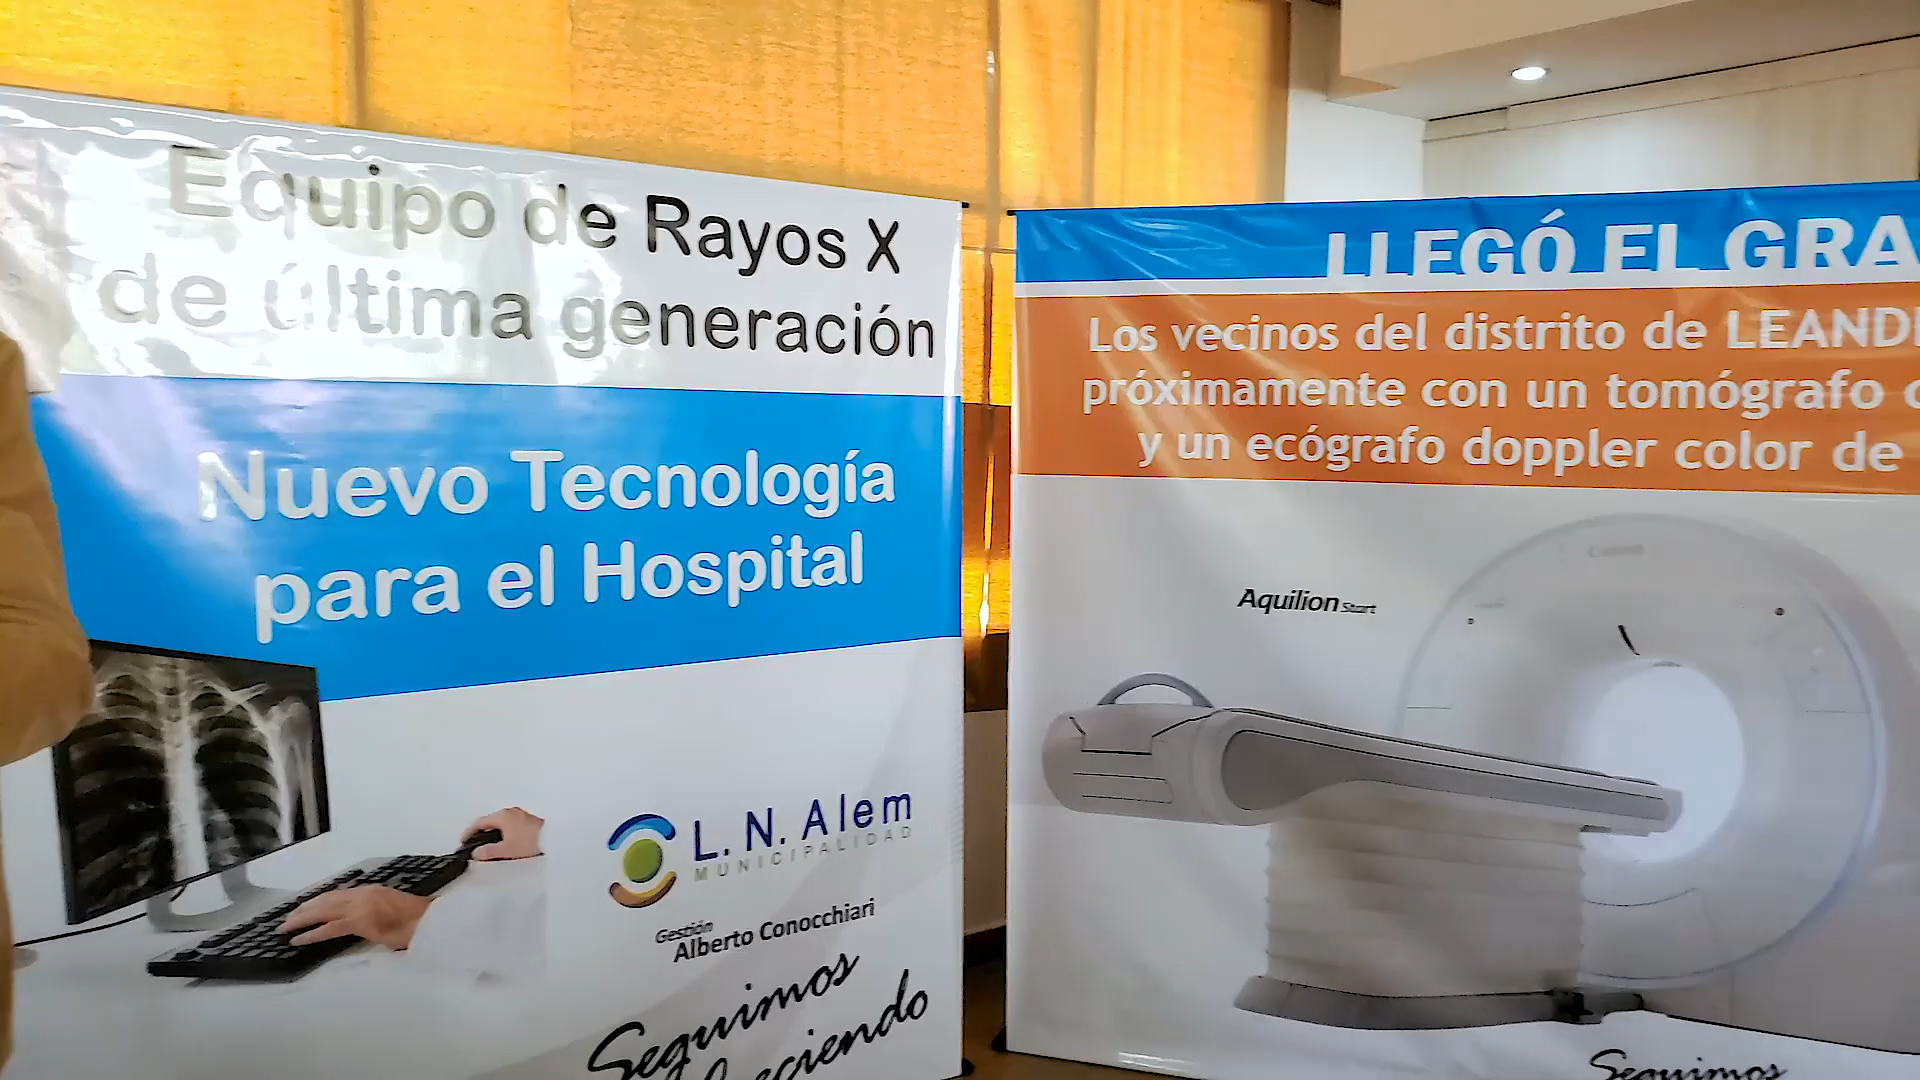 Equipo de Rayos X
de última generación
Nuevo Tecnología
para el Hospital
L. N. Alem
MUNICIPALIDAD
Gestión
Alberto Conocchiari
Seguimos
LLEGÓ EL GRA
Los vecinos del distrito de LEAND
próximamente con un tomógrafo
y un ecógrafo doppler color de
Aquilion Start
Seguimos